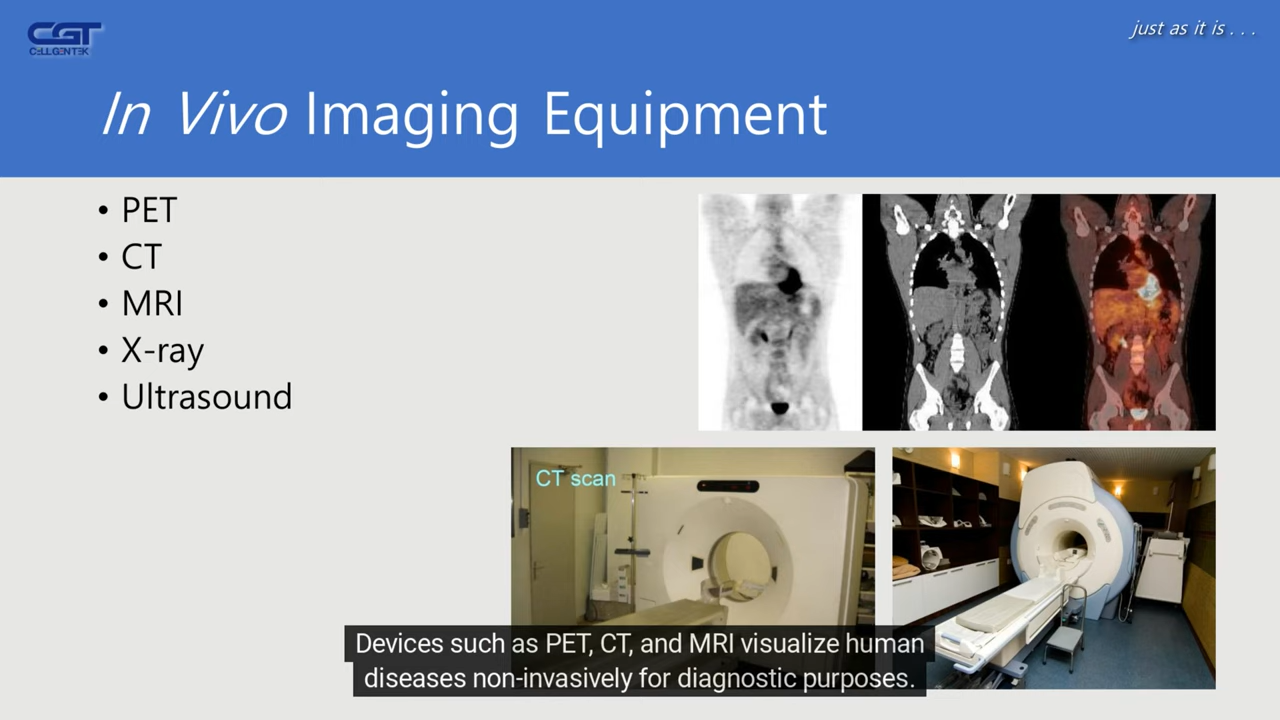 CGT
CELLGENTEK
just as it is . . .
In Vivo Imaging Equipment
• PET
• CT
• MRI
• X-ray
• Ultrasound
CT scan
Devices such as PET, CT, and MRI visualize human
diseases non-invasively for diagnostic purposes.